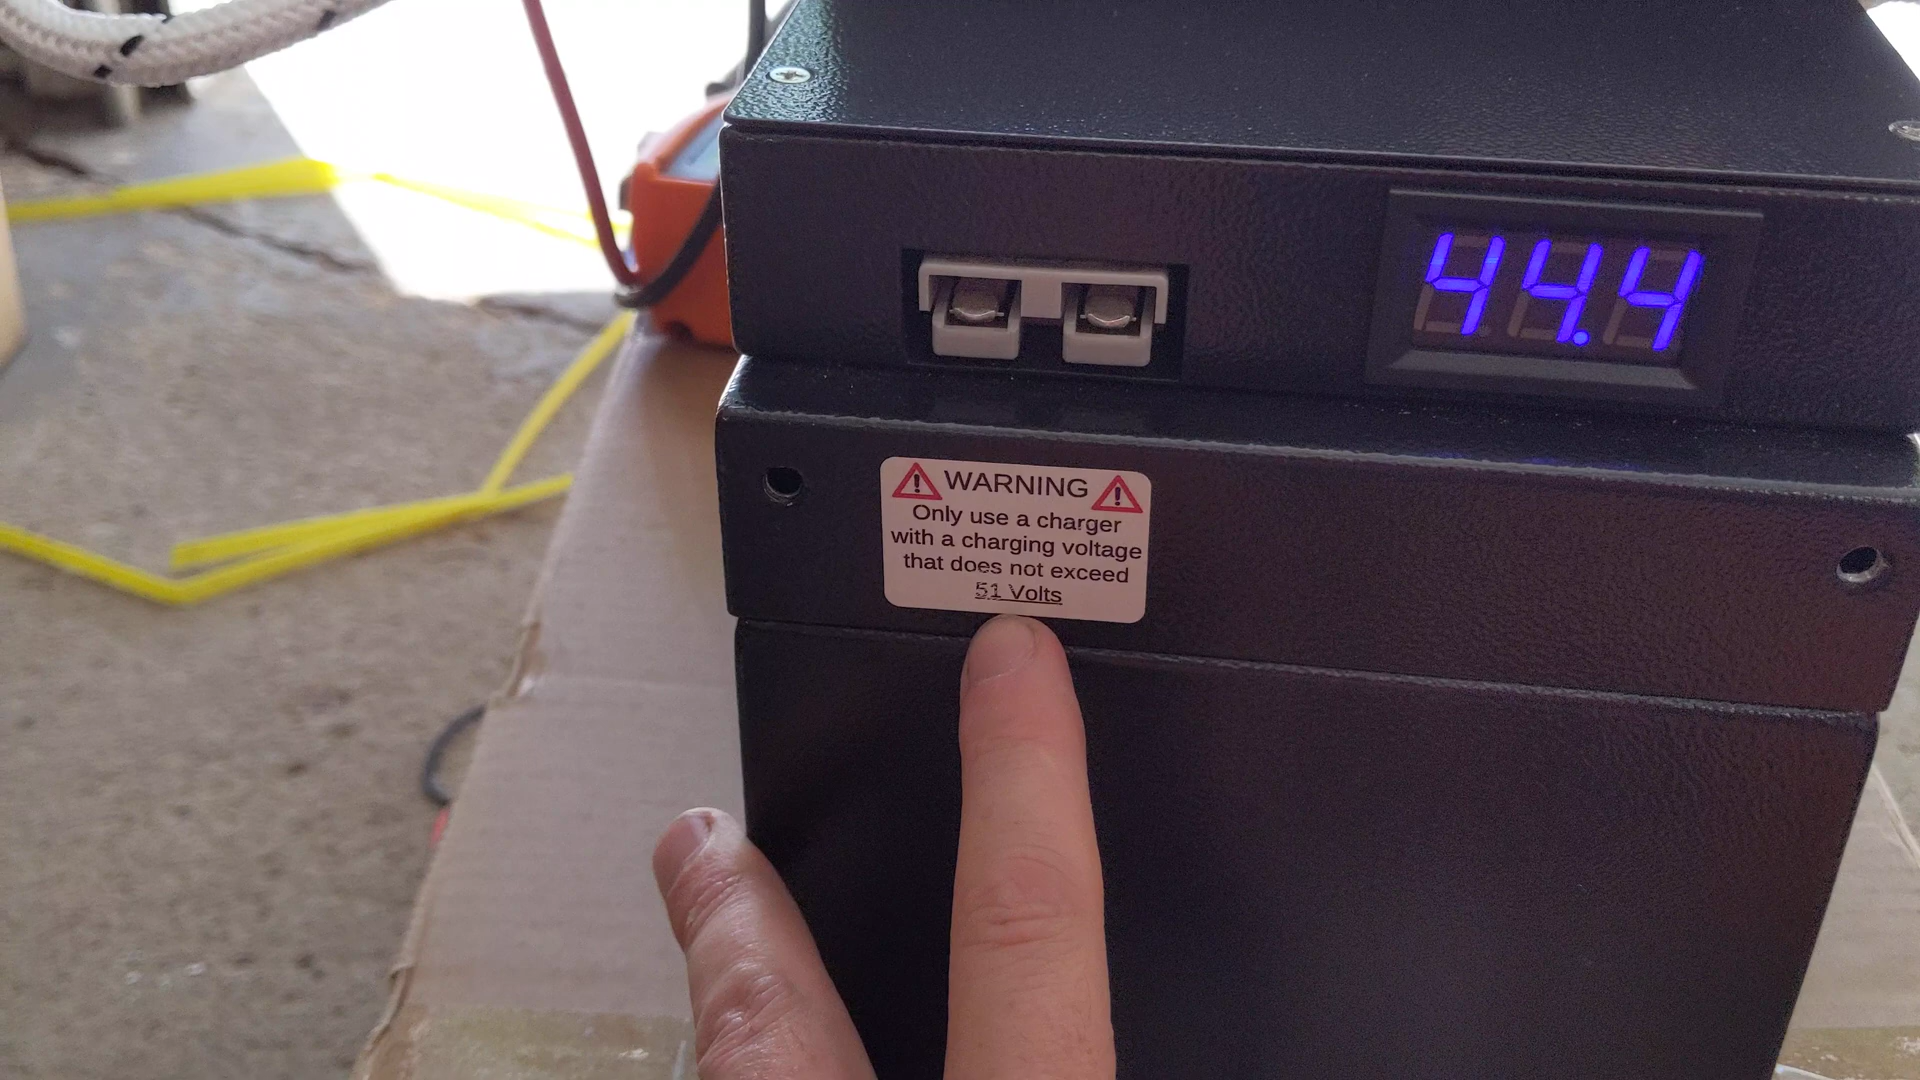 44.4
WARNING
Only use a charger
with a charging voltage
that does not exceed
51 Volts